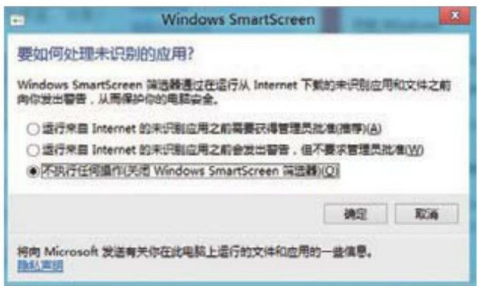 Windows SmartScreen
要如何处理未识别的应用?
Windows SmartScreen 筛选器通过在运行从 Internet 下载的未识别应用和文件之前
向你发出警告，从而保护你的电脑安全。
运行来自 Internet 的未识别应用之前需要获得管理员批准(推荐)(A)
运行来自 Internet 的未识别应用之前会发出警告，但不要求管理员批准(W)
不执行任何操作(关闭 Windows SmartScreen 筛选器)(O)
确定 取消
将向 Microsoft 发送有关你在此电脑上运行的文件和应用的一些信息。
隐私声明